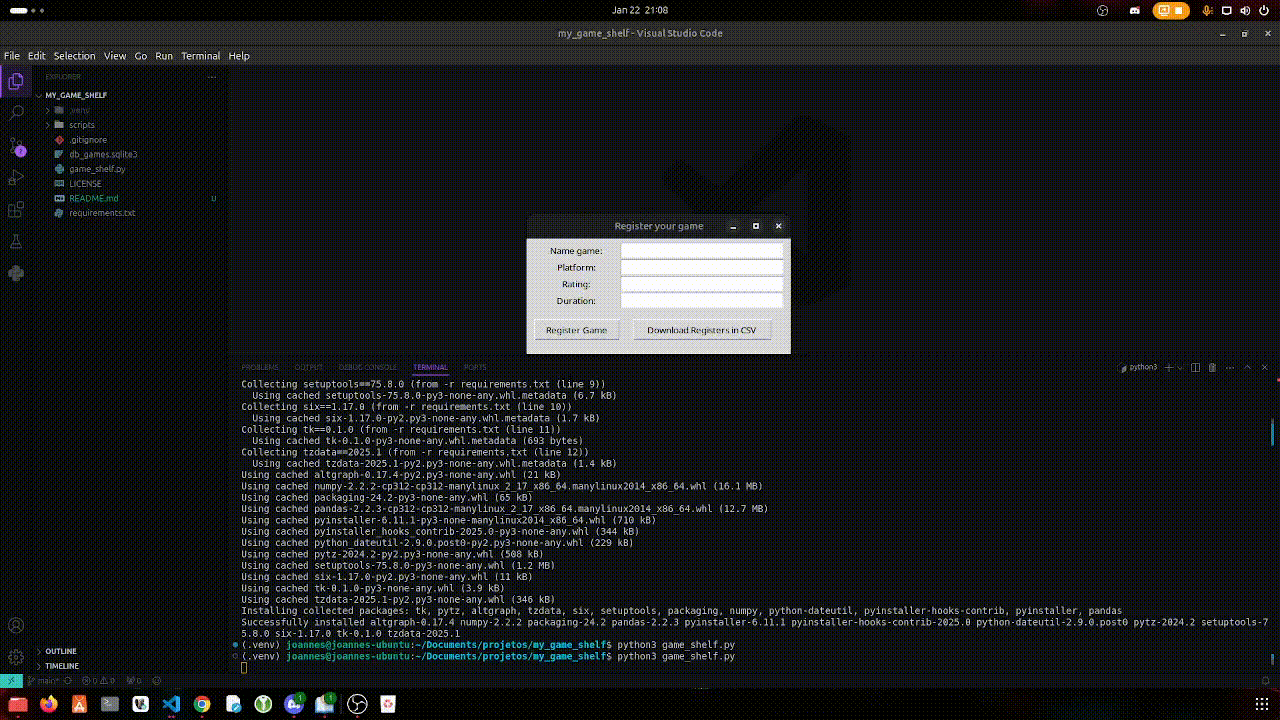 Jan 22 21:08
my_game_shelf - Visual Studio Code
File Edit Selection View Go Run Terminal Help
EXPLORER
MY_GAME_SHELF
.venv
scripts
.gitignore
db_games.sqlite3
game_shelf.py
LICENSE
README.md U
requirements.txt
Register your game
Name game:
Platform:
Rating:
Duration:
Register Game Download Registers in CSV
PROBLEMS OUTPUT DEBUG CONSOLE TERMINAL PORTS python3
Collecting setuptools==75.8.0 (from -r requirements.txt (line 9))
Using cached setuptools-75.8.0-py3-none-any.whl.metadata (6.7 kB)
Collecting six==1.17.0 (from -r requirements.txt (line 10))
Using cached six-1.17.0-py2.py3-none-any.whl.metadata (1.7 kB)
Collecting tk==0.1.0 (from -r requirements.txt (line 11))
Using cached tk-0.1.0-py3-none-any.whl.metadata (693 bytes)
Collecting tzdata==2025.1 (from -r requirements.txt (line 12))
Using cached tzdata-2025.1-py2.py3-none-any.whl.metadata (1.4 kB)
Using cached altgraph-0.17.4-py2.py3-none-any.whl (21 kB)
Using cached numpy-2.2.2-cp312-cp312-manylinux_2_17_x86_64.manylinux2014_x86_64.whl (16.1 MB)
Using cached packaging-24.2-py3-none-any.whl (65 kB)
Using cached pandas-2.2.3-cp312-cp312-manylinux_2_17_x86_64.manylinux2014_x86_64.whl (12.7 MB)
Using cached pyinstaller-6.11.1-py3-none-manylinux2014_x86_64.whl (710 kB)
Using cached pyinstaller_hooks_contrib-2025.0-py3-none-any.whl (344 kB)
Using cached python_dateutil-2.9.0.post0-py2.py3-none-any.whl (229 kB)
Using cached pytz-2024.2-py2.py3-none-any.whl (508 kB)
Using cached setuptools-75.8.0-py3-none-any.whl (1.2 MB)
Using cached six-1.17.0-py2.py3-none-any.whl (11 kB)
Using cached tk-0.1.0-py3-none-any.whl (3.9 kB)
Using cached tzdata-2025.1-py2.py3-none-any.whl (346 kB)
Installing collected packages: tk, pytz, altgraph, tzdata, six, setuptools, packaging, numpy, python-dateutil, pyinstaller-hooks-contrib, pyinstaller, pandas
Successfully installed altgraph-0.17.4 numpy-2.2.2 packaging-24.2 pandas-2.2.3 pyinstaller-6.11.1 pyinstaller-hooks-contrib-2025.0 python-dateutil-2.9.0.post0 pytz-2024.2 setuptools-7
5.8.0 six-1.17.0 tk-0.1.0 tzdata-2025.1
(.venv) joannes@joannes-ubuntu:~/Documents/projetos/my_game_shelf$ python3 game_shelf.py
(.venv) joannes@joannes-ubuntu:~/Documents/projetos/my_game_shelf$ python3 game_shelf.py
OUTLINE
TIMELINE
main* 0 0 0
1 1